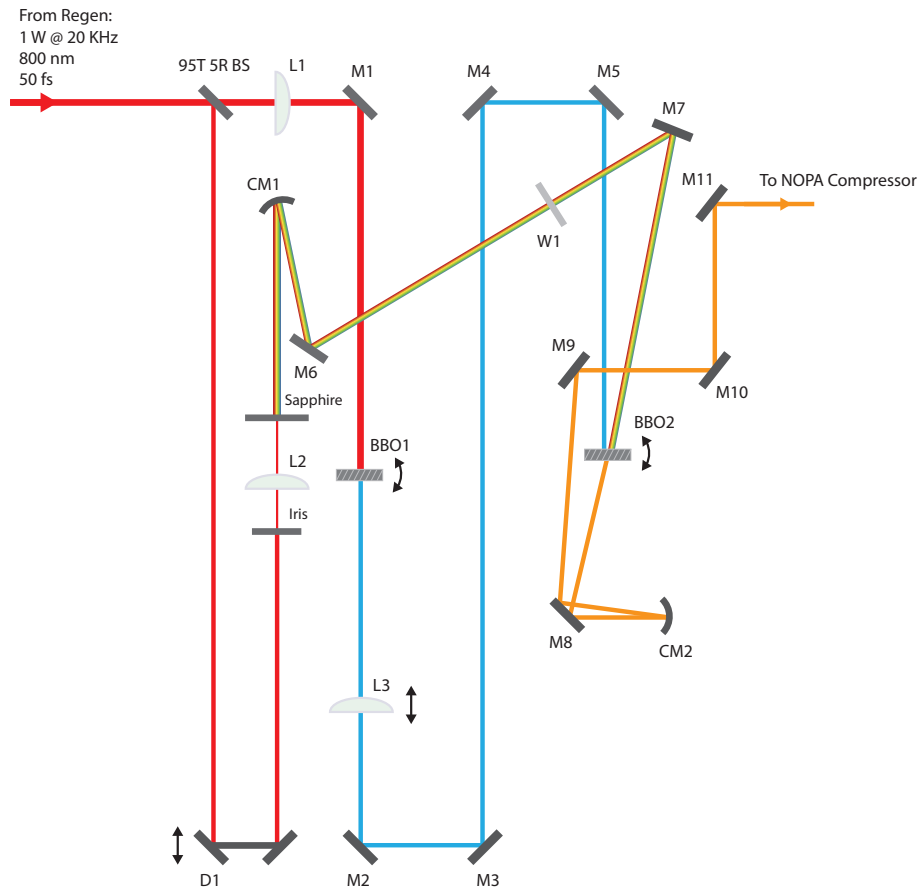 From Regen:
1 W @ 20 KHz
800 nm
50 fs
95T 5R BS
L1
M1
M4
M5
M7
CM1
M11
To NOPA Compressor
W1
M6
M9
M10
Sapphire
BBO1
BBO2
L2
Iris
M8
CM2
L3
D1
M2
M3